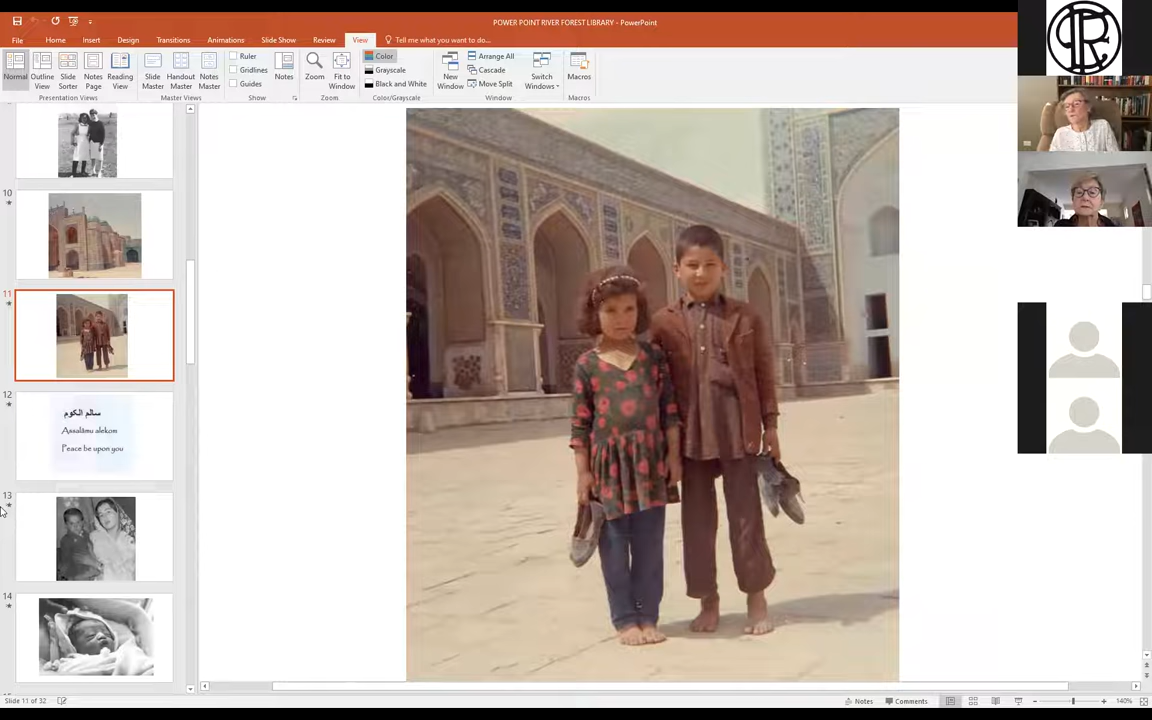 POWER POINT RIVER FOREST LIBRARY - PowerPoint
File Home Insert Design Transitions Animations Slide Show Review View Tell me what you want to do...
Normal
Outline View
Slide Sorter
Notes Page
Reading View
Presentation Views
Slide Master
Handout Master
Notes Master
Master Views
Ruler
Gridlines
Guides
Show
Notes
Zoom
Fit to Window
Zoom
Color
Grayscale
Black and White
Color/Grayscale
New Window
Arrange All
Cascade
Move Split
Switch Windows
Window
Macros
Macros
10
11
12
سالم الكوم
Assalâmu alekom
Peace be upon you
13
14
Slide 11 of 32
Notes
Comments
140%